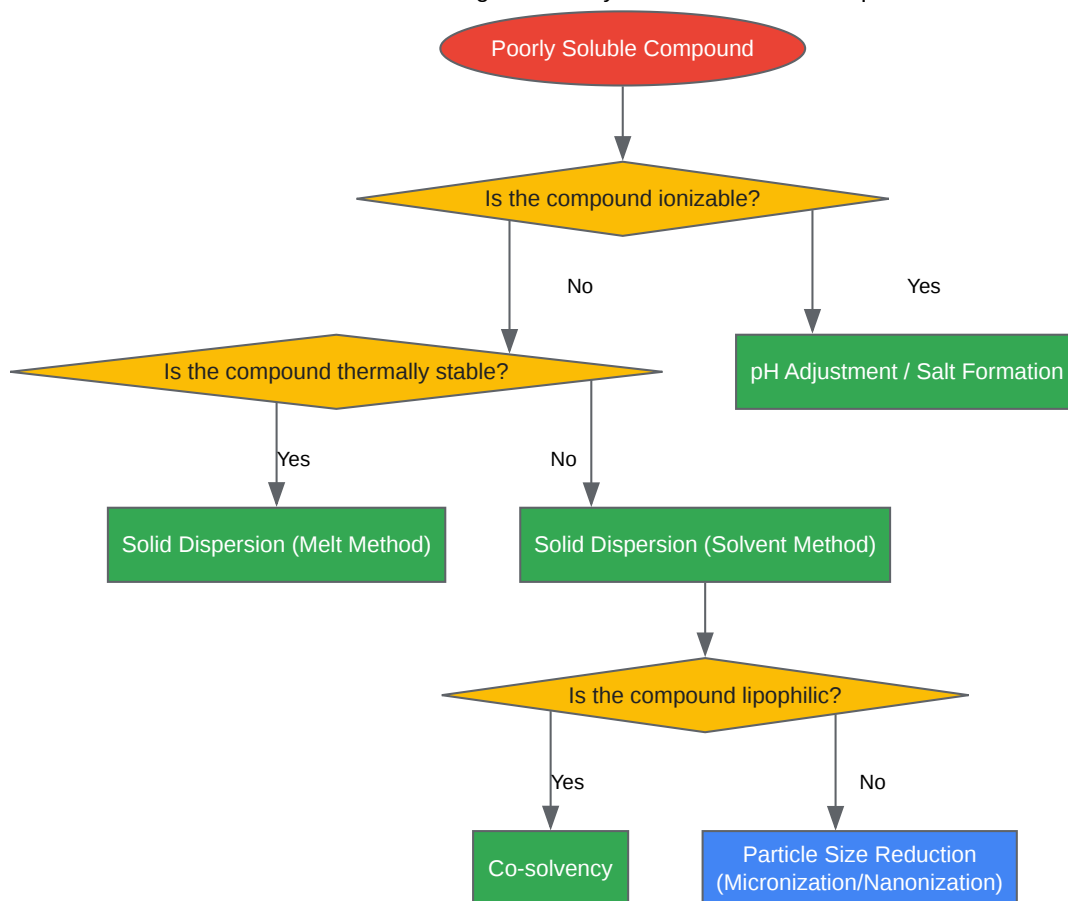 Poorly Soluble Compound
Is the compound ionizable?
No
Yes
Is the compound thermally stable?
pH Adjustment / Salt Formation
Yes
No
Solid Dispersion (Melt Method)
Solid Dispersion (Solvent Method)
Is the compound lipophilic?
Yes
No
Co-solvency
Particle Size Reduction
(Micronization/Nanonization)